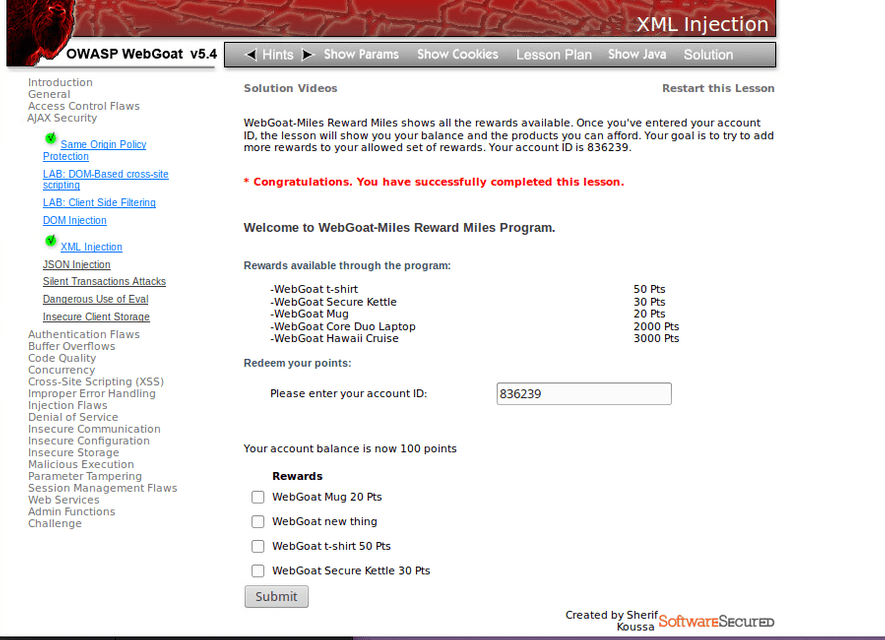 XML Injection
OWASP WebGoat v5.4
Hints
Show Params
Show Cookies
Lesson Plan
Show Java
Solution
Introduction
General
Access Control Flaws
AJAX Security
Same Origin Policy
Protection
LAB: DOM-Based cross-site
scripting
LAB: Client Side Filtering
DOM Injection
XML Injection
JSON Injection
Silent Transactions Attacks
Dangerous Use of Eval
Insecure Client Storage
Authentication Flaws
Buffer Overflows
Code Quality
Concurrency
Cross-Site Scripting (XSS)
Improper Error Handling
Injection Flaws
Denial of Service
Insecure Communication
Insecure Configuration
Insecure Storage
Malicious Execution
Parameter Tampering
Session Management Flaws
Web Services
Admin Functions
Challenge
Solution Videos
Restart this Lesson
WebGoat-Miles Reward Miles shows all the rewards available. Once you've entered your account
ID, the lesson will show you your balance and the products you can afford. Your goal is to try to add
more rewards to your allowed set of rewards. Your account ID is 836239.
* Congratulations. You have successfully completed this lesson.
Welcome to WebGoat-Miles Reward Miles Program.
Rewards available through the program:
-WebGoat t-shirt 50 Pts
-WebGoat Secure Kettle 30 Pts
-WebGoat Mug 20 Pts
-WebGoat Core Duo Laptop 2000 Pts
-WebGoat Hawaii Cruise 3000 Pts
Redeem your points:
Please enter your account ID: 836239
Your account balance is now 100 points
Rewards
WebGoat Mug 20 Pts
WebGoat new thing
WebGoat t-shirt 50 Pts
WebGoat Secure Kettle 30 Pts
Submit
Created by Sherif
Koussa
SoftwareSecured